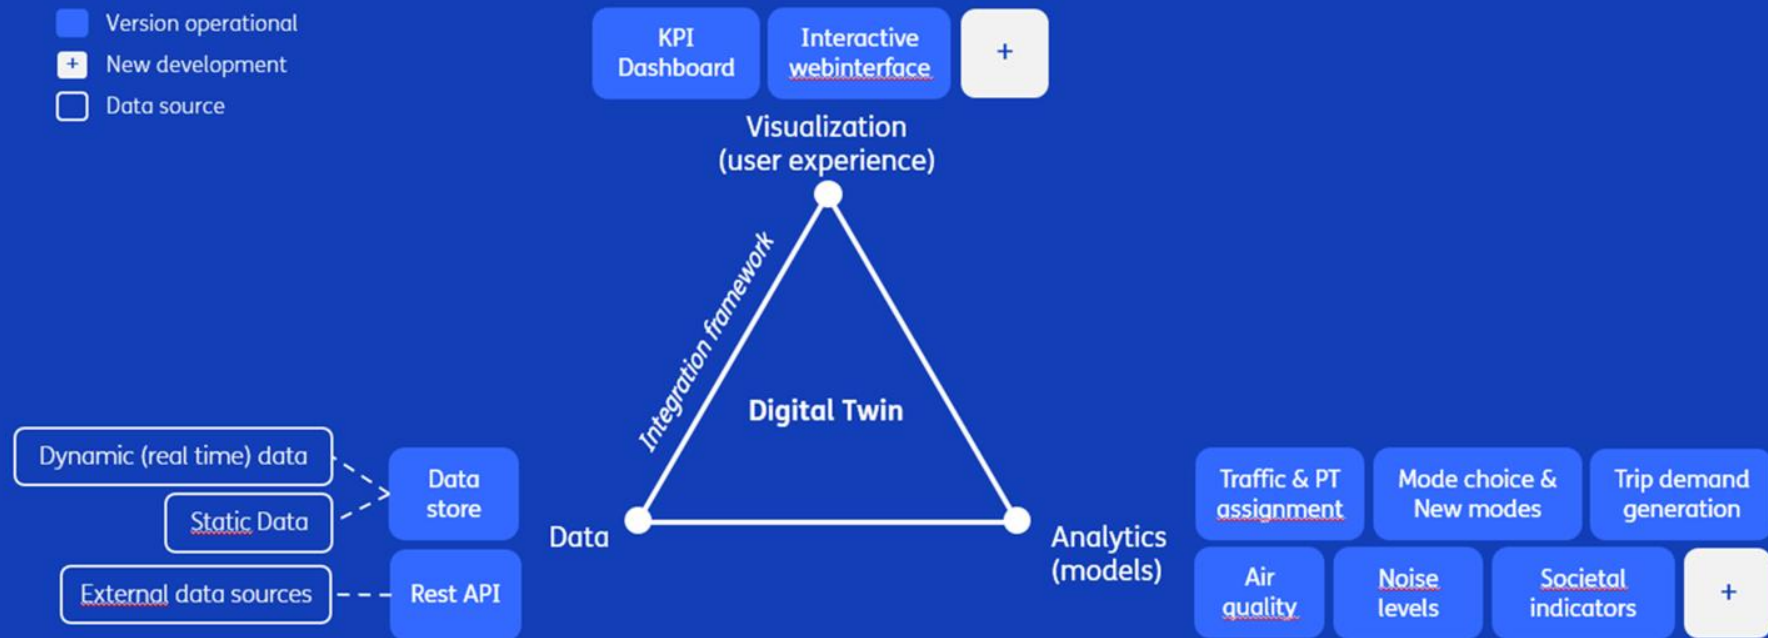 Version operational
+ New development
Data source
KPI
Dashboard
Interactive
webinterface
+
Visualization
(user experience)
Integration framework
Digital Twin
Dynamic (real time) data
Static Data
External data sources
Data
store
Rest API
Data
Analytics
(models)
Traffic & PT
assignment
Mode choice &
New modes
Trip demand
generation
Air
quality
Noise
levels
Societal
indicators
+